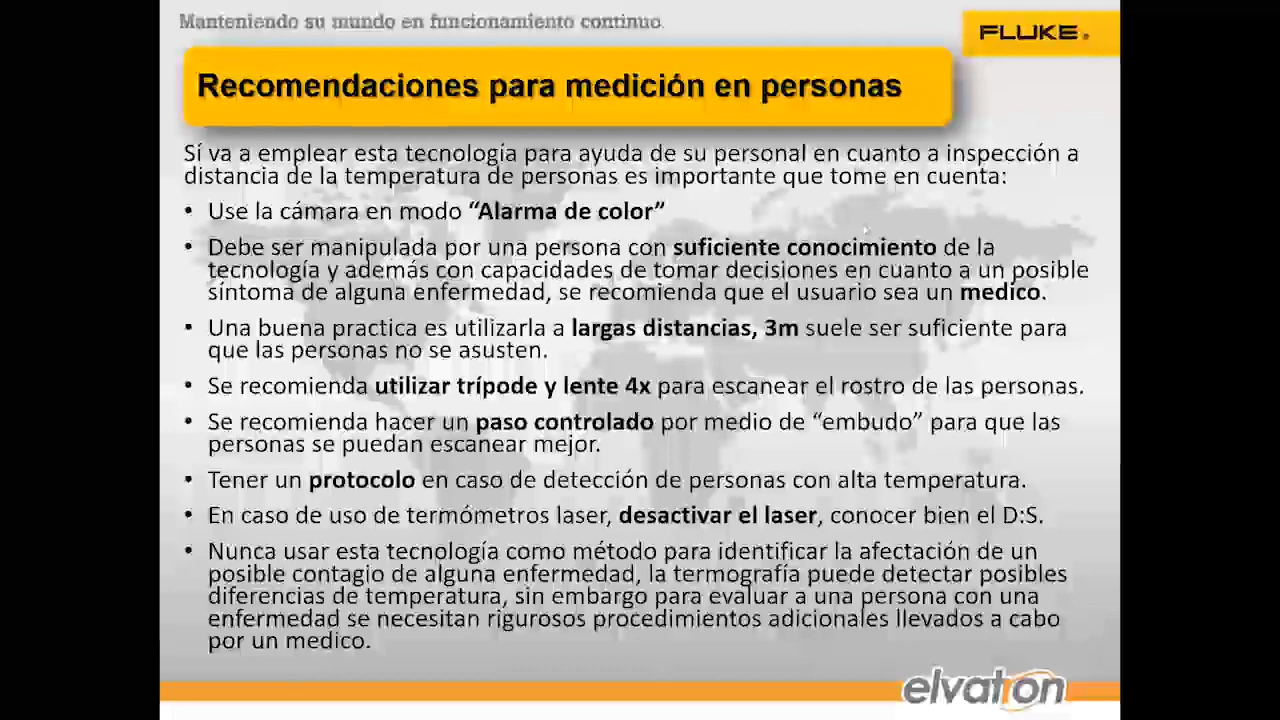 Manteniendo su mundo en funcionamiento continuo.
FLUKE®
Recomendaciones para medición en personas
Sí va a emplear esta tecnología para ayuda de su personal en cuanto a inspección a
distancia de la temperatura de personas es importante que tome en cuenta:
• Use la cámara en modo “Alarma de color”
• Debe ser manipulada por una persona con suficiente conocimiento de la
tecnología y además con capacidades de tomar decisiones en cuanto a un posible
síntoma de alguna enfermedad, se recomienda que el usuario sea un medico.
• Una buena practica es utilizarla a largas distancias, 3m suele ser suficiente para
que las personas no se asusten.
• Se recomienda utilizar trípode y lente 4x para escanear el rostro de las personas.
• Se recomienda hacer un paso controlado por medio de “embudo” para que las
personas se puedan escanear mejor.
• Tener un protocolo en caso de detección de personas con alta temperatura.
• En caso de uso de termómetros laser, desactivar el laser, conocer bien el D:S.
• Nunca usar esta tecnología como método para identificar la afectación de un
posible contagio de alguna enfermedad, la termografía puede detectar posibles
diferencias de temperatura, sin embargo para evaluar a una persona con una
enfermedad se necesitan rigurosos procedimientos adicionales llevados a cabo
por un medico.
elvatron